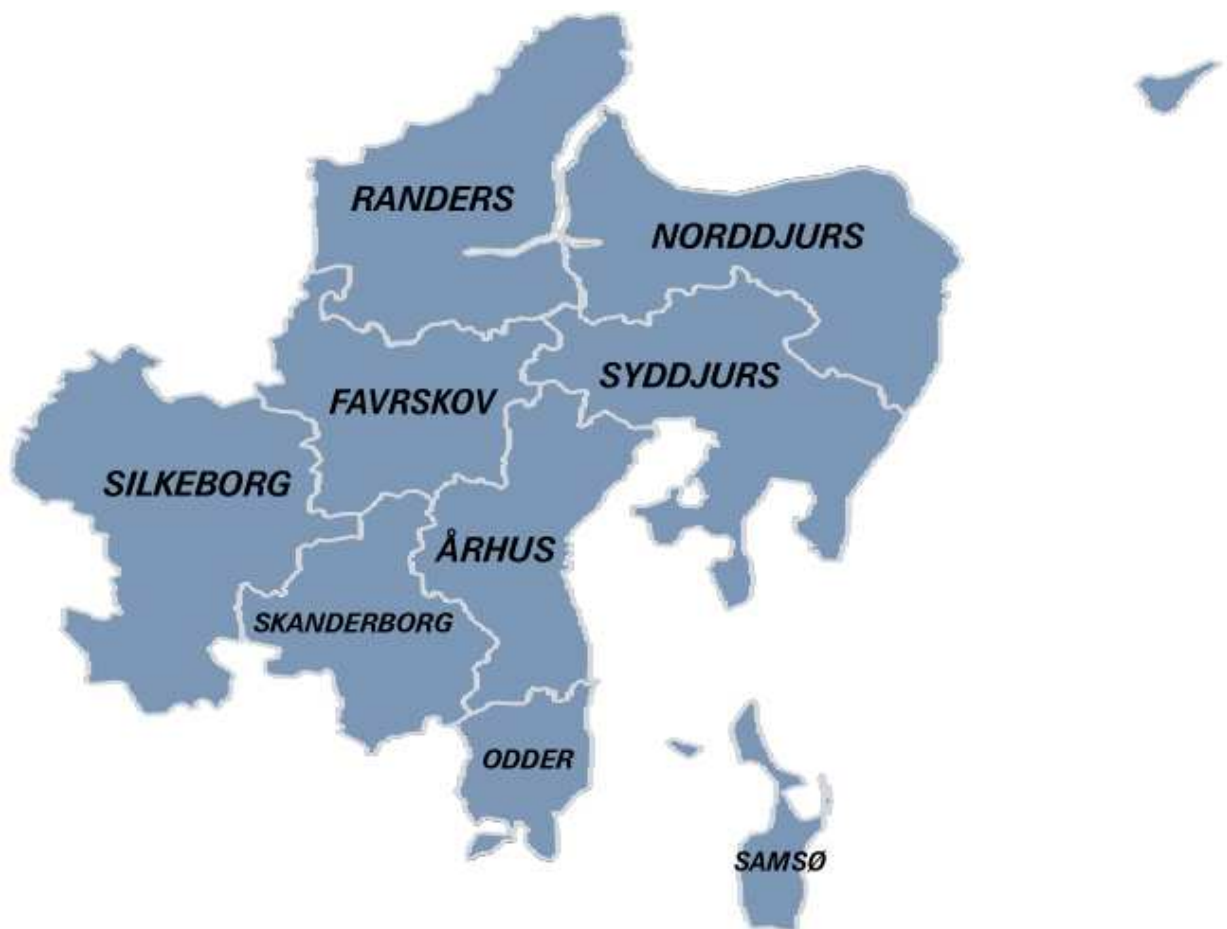 RANDERS
NORDDJURS
SYDDJURS
FAVRSKOV
SILKEBORG
ÅRHUS
SKANDERBORG
ODDER
SAMSØ